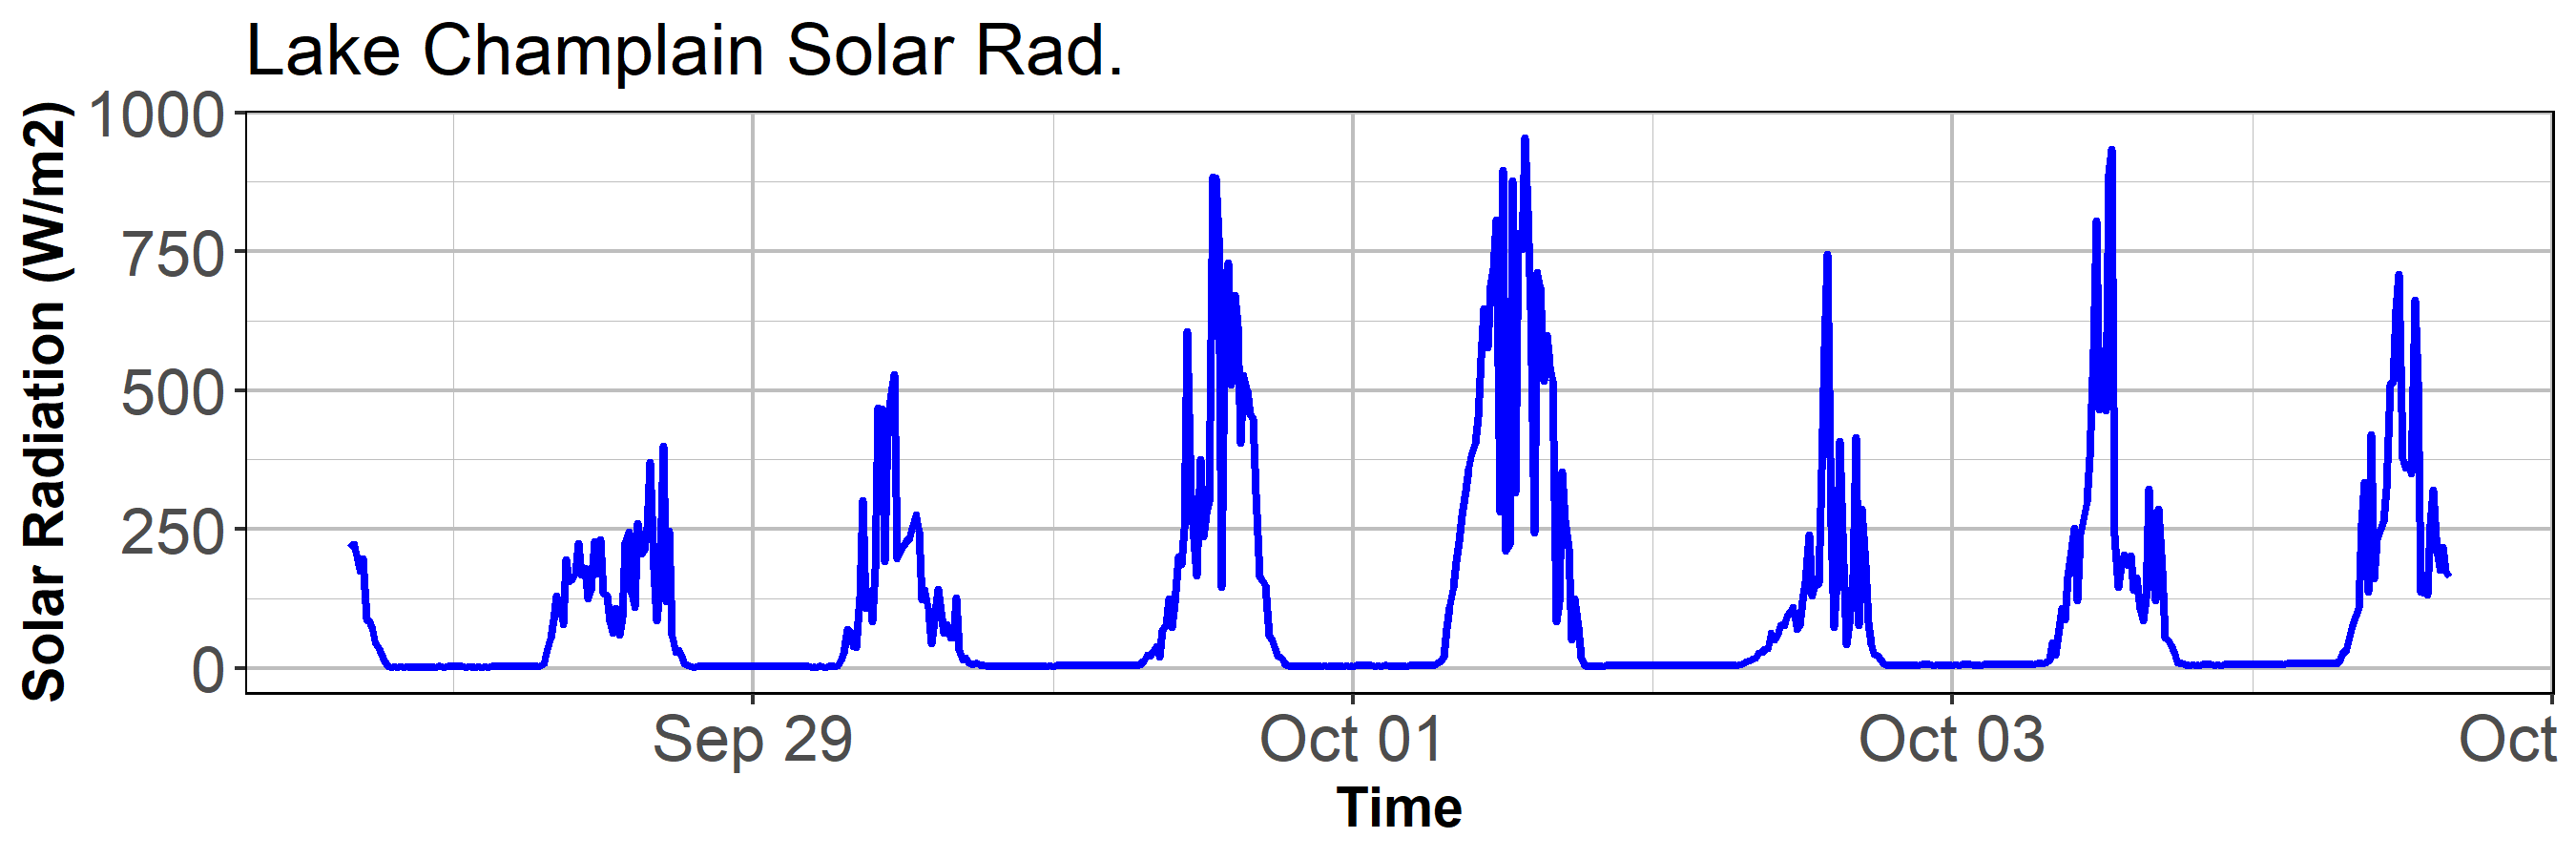 Lake Champlain Solar Rad.
Solar Radiation (W/m2)
1000
750
500
250
0
Sep 29
Oct 01
Oct 03
Oct
Time